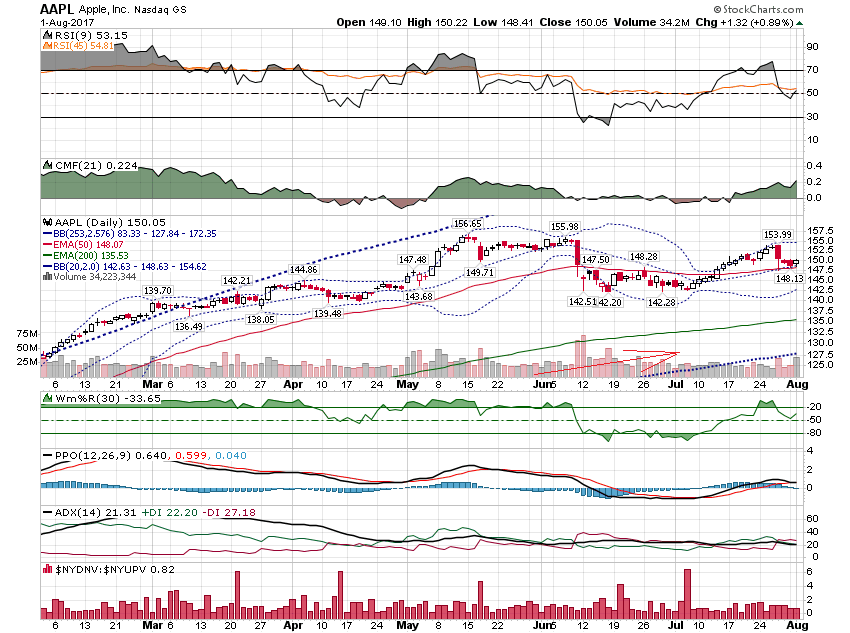 AAPL Apple, Inc. Nasdaq GS © StockCharts.com
1-Aug-2017 Open 149.10 High 150.22 Low 148.41 Close 150.05 Volume 34.2M Chg +1.32 (+0.89%)
RSI(9) 53.15
RSI(45) 54.81
90
70
50
30
10
CMF(21) 0.224
0.4
0.2
0.0
AAPL (Daily) 150.05
BB(253,2.576) 83.33 - 127.84 - 172.35
EMA(50) 148.07
EMA(200) 135.53
BB(20,2.0) 142.63 - 148.63 - 154.62
Volume 34,223,344
156.65
155.98
153.99
147.48
147.50
148.28
149.71
148.13
144.86
142.21
139.70
143.68
142.51
42.20
142.28
136.49
138.05
139.48
157.5
155.0
152.5
150.0
147.5
145.0
142.5
140.0
137.5
135.0
132.5
130.0
127.5
125.0
75M
50M
25M
6 13 21 Mar 6 13 20 27 Apr 10 17 24 May 8 15 22 Jun 5 12 19 26 Jul 10 17 24 Aug
Wm%R(30) -33.65
-20
-50
-80
PPO(12,26,9) 0.640, 0.599, 0.040
4
2
0
ADX(14) 21.31 +DI 22.20 -DI 27.18
60
40
20
0
$NYDNV:$NYUPV 0.82
6
4
2
0
6 13 21 Mar 6 13 20 27 Apr 10 17 24 May 8 15 22 Jun 5 12 19 26 Jul 10 17 24 Aug